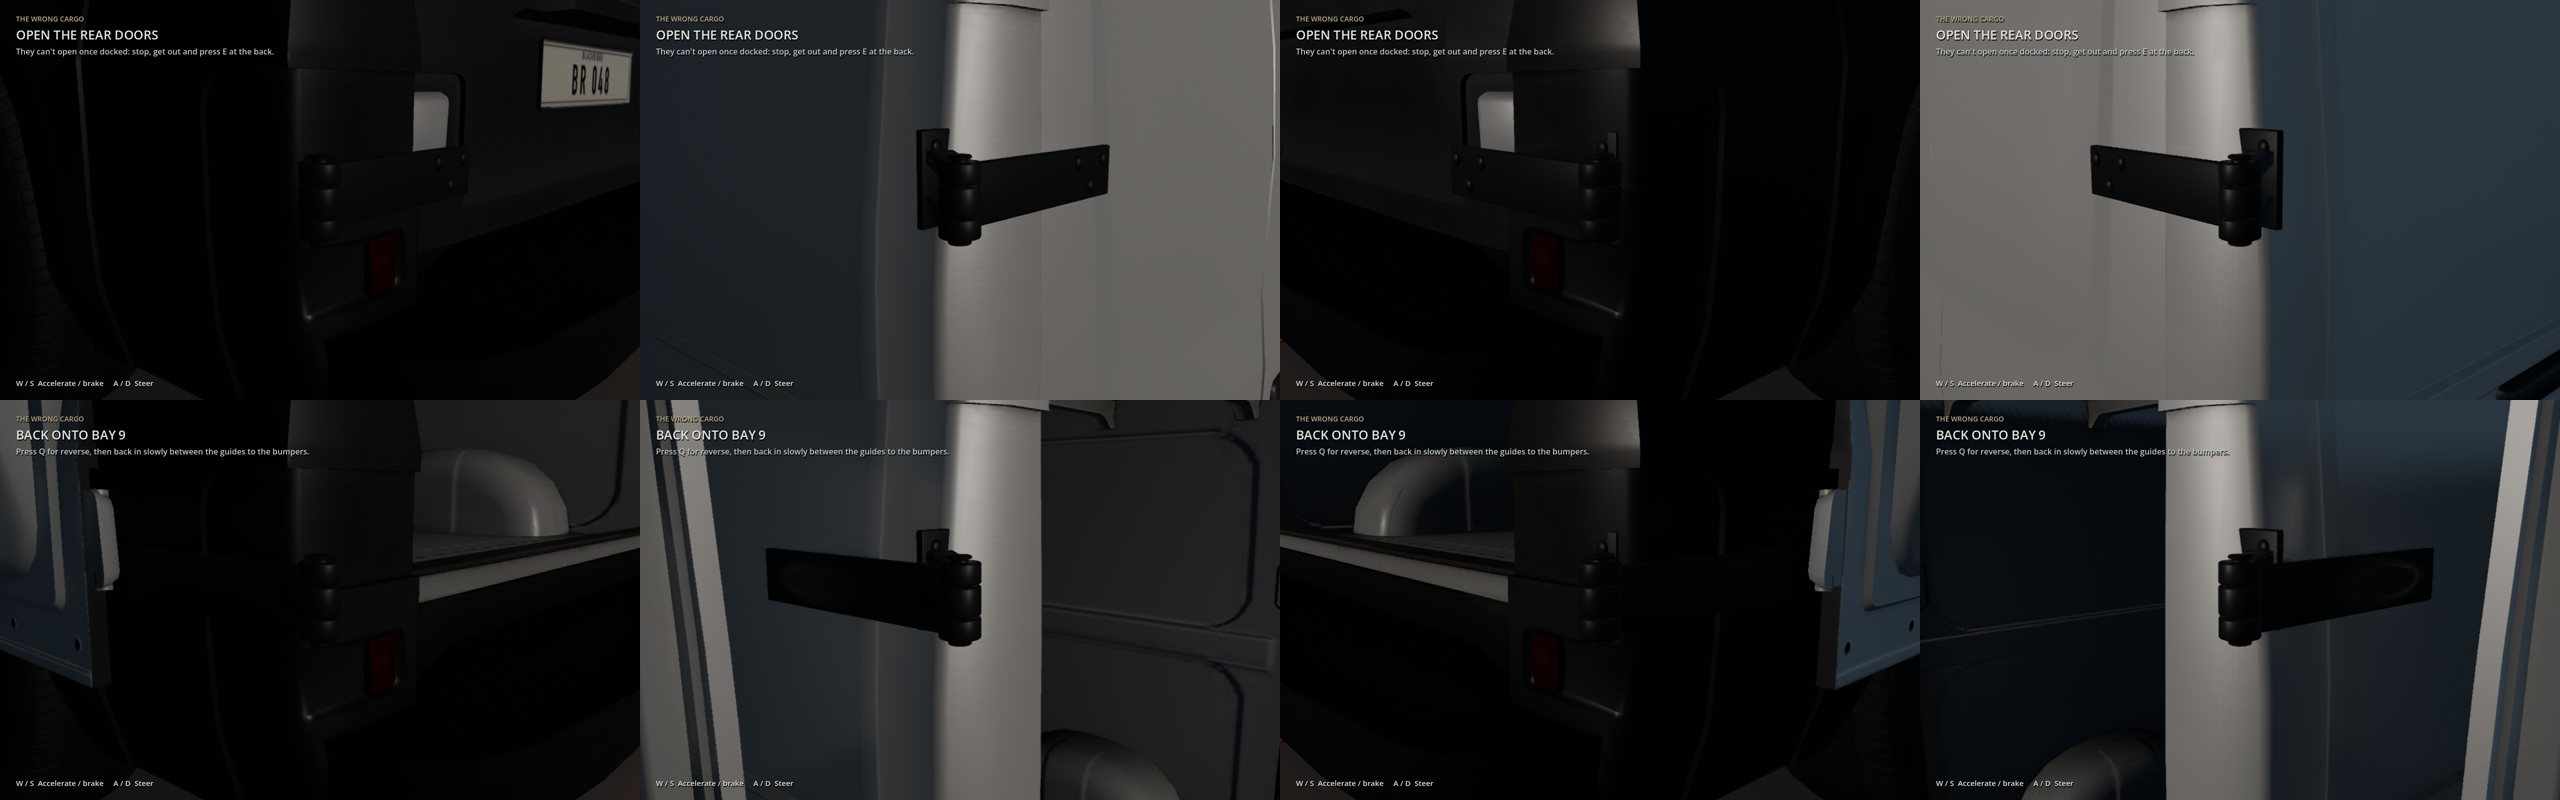 THE WRONG CARGO
OPEN THE REAR DOORS
They can't open once docked: stop, get out and press E at the back.
BR 048
W / S Accelerate / brake A / D Steer
THE WRONG CARGO
OPEN THE REAR DOORS
They can't open once docked: stop, get out and press E at the back.
W / S Accelerate / brake A / D Steer
THE WRONG CARGO
OPEN THE REAR DOORS
They can't open once docked: stop, get out and press E at the back.
W / S Accelerate / brake A / D Steer
THE WRONG CARGO
OPEN THE REAR DOORS
They can't open once docked: stop, get out and press E at the back.
W / S Accelerate / brake A / D Steer
THE WRONG CARGO
BACK ONTO BAY 9
Press Q for reverse, then back in slowly between the guides to the bumpers.
W / S Accelerate / brake A / D Steer
THE WRONG CARGO
BACK ONTO BAY 9
Press Q for reverse, then back in slowly between the guides to the bumpers.
W / S Accelerate / brake A / D Steer
THE WRONG CARGO
BACK ONTO BAY 9
Press Q for reverse, then back in slowly between the guides to the bumpers.
W / S Accelerate / brake A / D Steer
THE WRONG CARGO
BACK ONTO BAY 9
Press Q for reverse, then back in slowly between the guides to the bumpers.
W / S Accelerate / brake A / D Steer